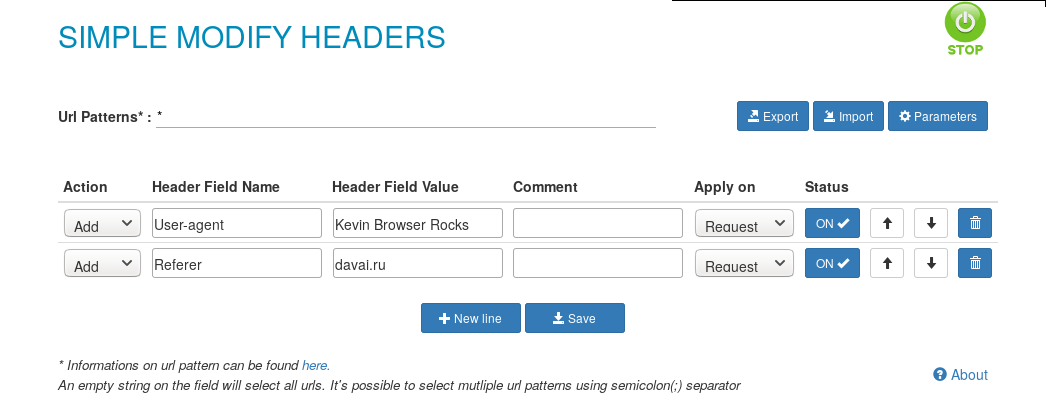 SIMPLE MODIFY HEADERS
STOP
Url Patterns* : *
Export Import Parameters
Action Header Field Name Header Field Value Comment Apply on Status
Add User-agent Kevin Browser Rocks Request ON
Add Referer davai.ru Request ON
New line Save
* Informations on url pattern can be found here.
An empty string on the field will select all urls. It's possible to select mutliple url patterns using semicolon(;) separator
About